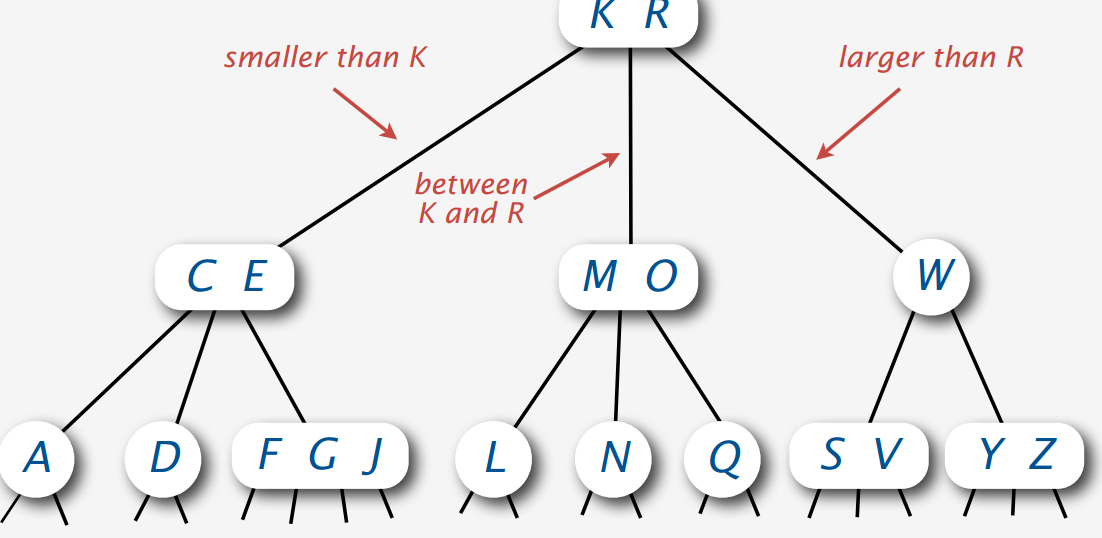 K R
smaller than K
larger than R
between
K and R
C E
M O
W
A
D
F G J
L
N
Q
S V
Y Z